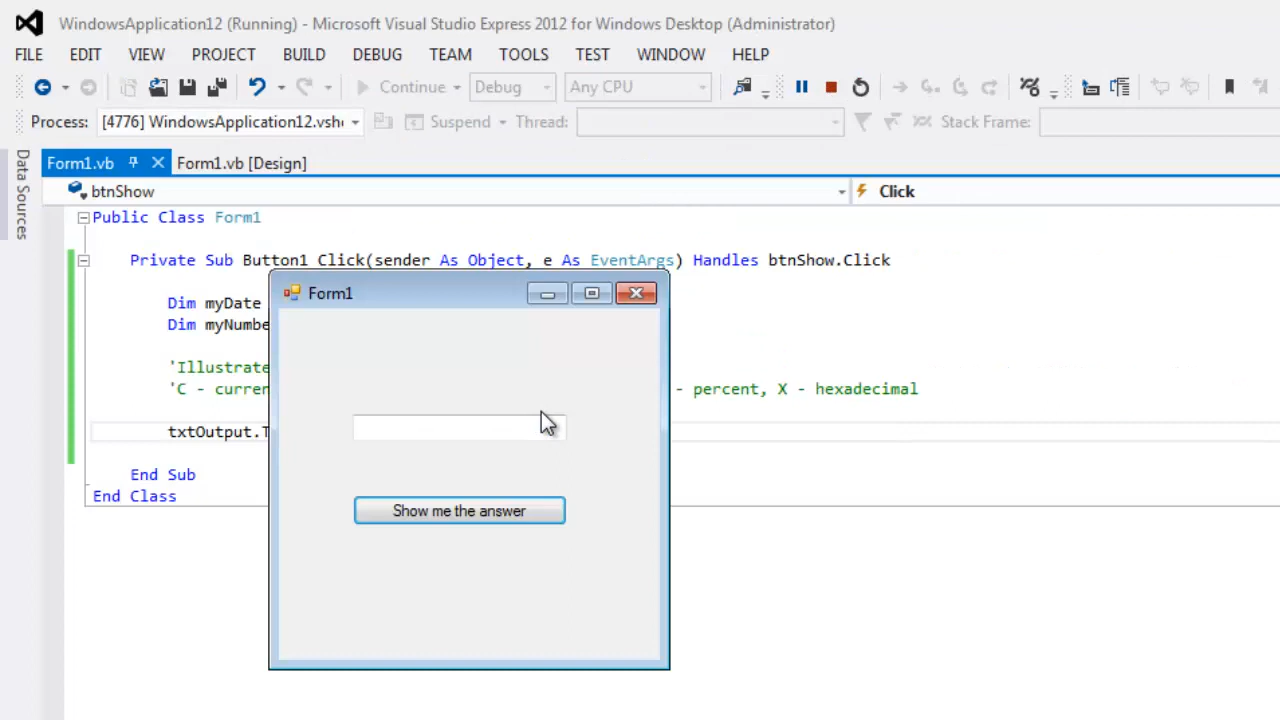 WindowsApplication12 (Running) - Microsoft Visual Studio Express 2012 for Windows Desktop (Administrator)
FILE EDIT VIEW PROJECT BUILD DEBUG TEAM TOOLS TEST WINDOW HELP
Continue Debug Any CPU
Process: [4776] WindowsApplication12.vsh Suspend Thread: Stack Frame:
Data Sources
Form1.vb Form1.vb [Design]
btnShow Click
Public Class Form1
Private Sub Button1_Click(sender As Object, e As EventArgs) Handles btnShow.Click
Dim myDate
Dim myNumbe
'Illustrate
'C - curren - percent, X - hexadecimal
txtOutput.T
End Sub
End Class
Form1
Show me the answer